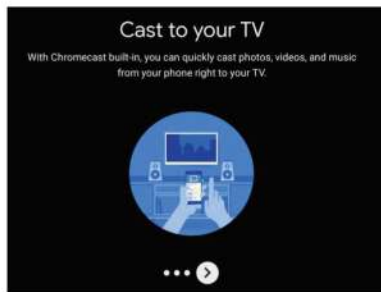 Cast to your TV
With Chromecast built-in, you can quickly cast photos, videos, and music
from your phone right to your TV.